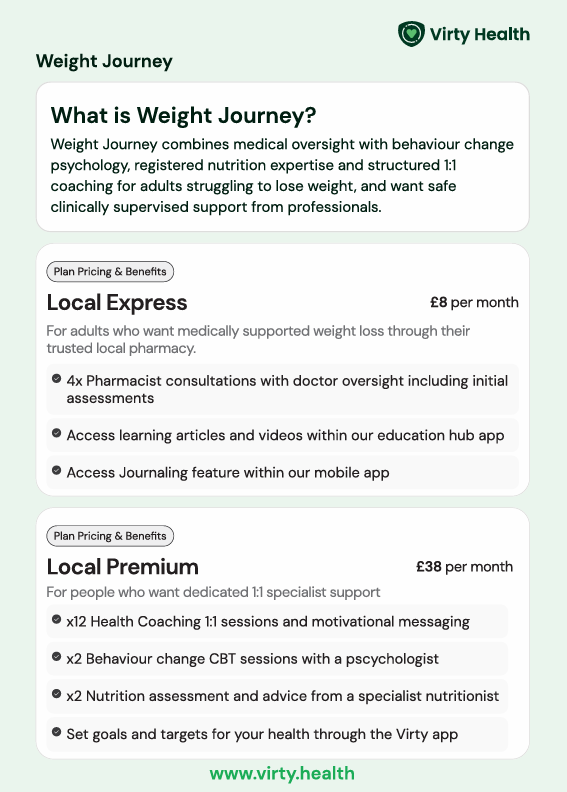 Virty Health
Weight Journey
What is Weight Journey?
Weight Journey combines medical oversight with behaviour change
psychology, registered nutrition expertise and structured 1:1
coaching for adults struggling to lose weight, and want safe
clinically supervised support from professionals.
Plan Pricing & Benefits
Local Express
£8 per month
For adults who want medically supported weight loss through their
trusted local pharmacy.
4x Pharmacist consultations with doctor oversight including initial
assessments
Access learning articles and videos within our education hub app
Access Journaling feature within our mobile app
Plan Pricing & Benefits
Local Premium
£38 per month
For people who want dedicated 1:1 specialist support
x12 Health Coaching 1:1 sessions and motivational messaging
x2 Behaviour change CBT sessions with a pscychologist
x2 Nutrition assessment and advice from a specialist nutritionist
Set goals and targets for your health through the Virty app
www.virty.health